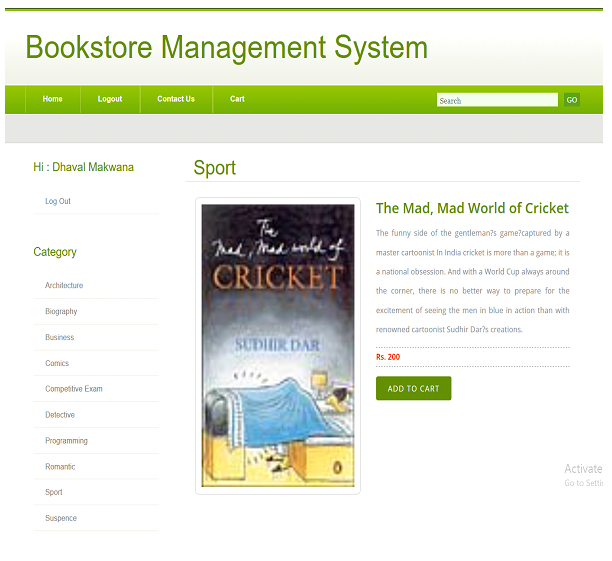 Bookstore Management System
Home Logout Contact Us Cart Search GO
Hi : Dhaval Makwana
Log Out
Category
Architecture
Biography
Business
Comics
Competitive Exam
Detective
Programming
Romantic
Sport
Suspence
Sport
The
Mad, Mad world of
CRICKET
SUDHIR DAR
The Mad, Mad World of Cricket
The funny side of the gentleman?s game?captured by a
master cartoonist In India cricket is more than a game; it is
a national obsession. And with a World Cup always around
the corner, there is no better way to prepare for the
excitement of seeing the men in blue in action than with
renowned cartoonist Sudhir Dar?s creations.
Rs. 200
ADD TO CART
Activate
Go to Setti